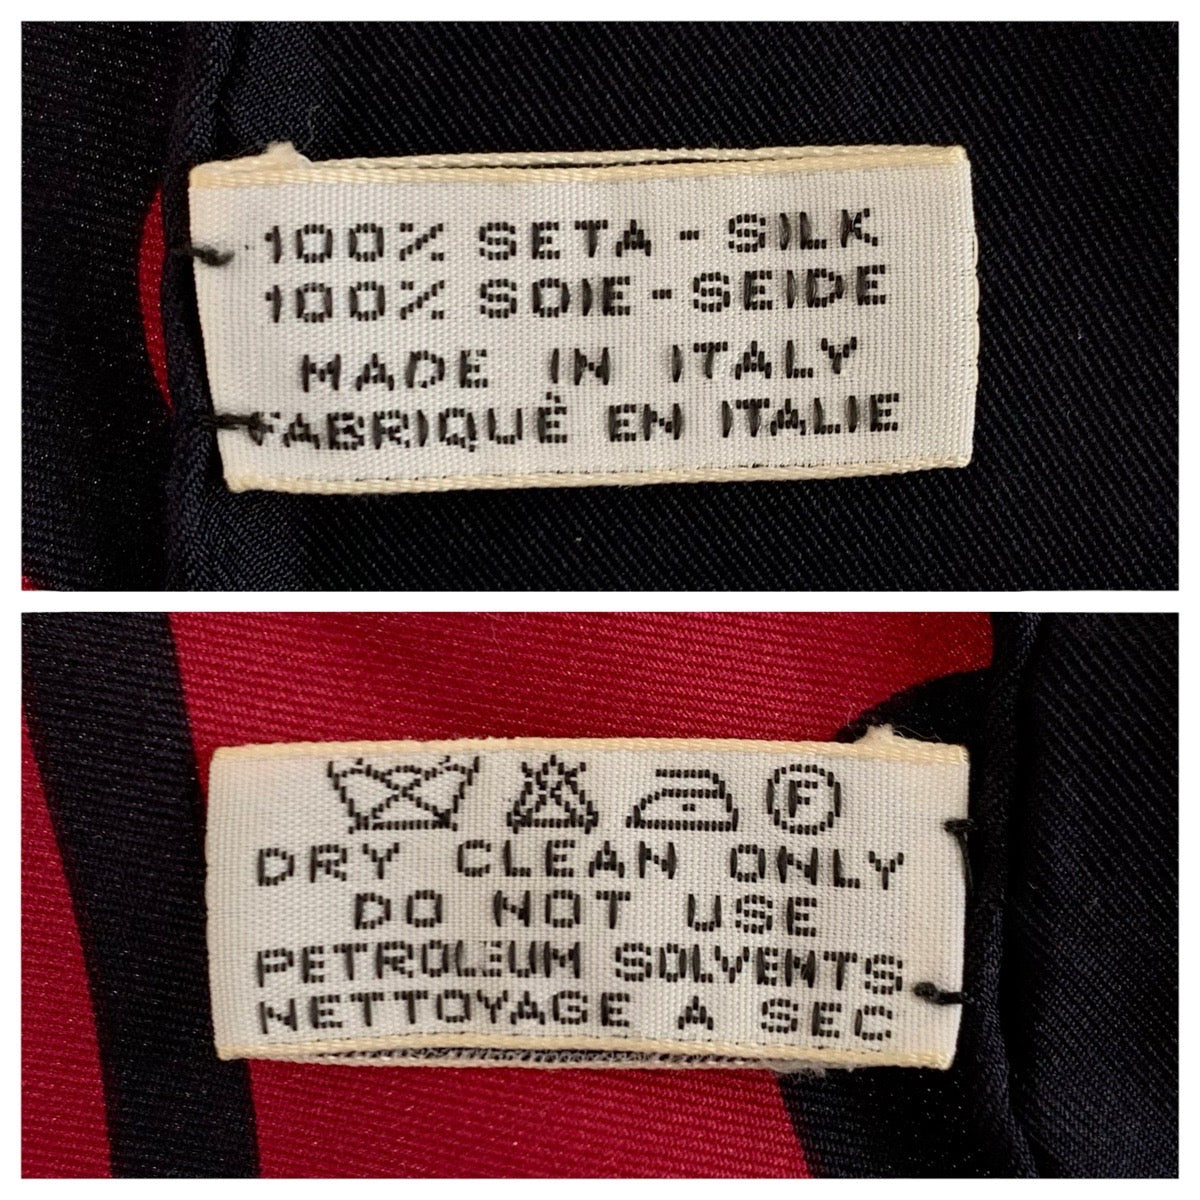 100% SETA - SILK
100% SOIE - SEIDE
MADE IN ITALY
FABRIQUÈ EN ITALIE
F
DRY CLEAN ONLY
DO NOT USE
PETROLEUM SOLVENTS
NETTOYAGE A SEC